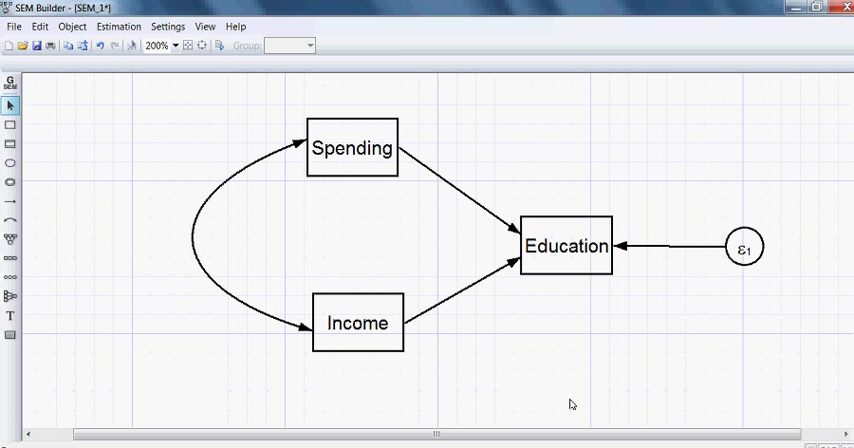 SEM Builder - [SEM_1*]
File Edit Object Estimation Settings View Help
200% Group:
G
SEM
T
Spending
Education
ε1
Income